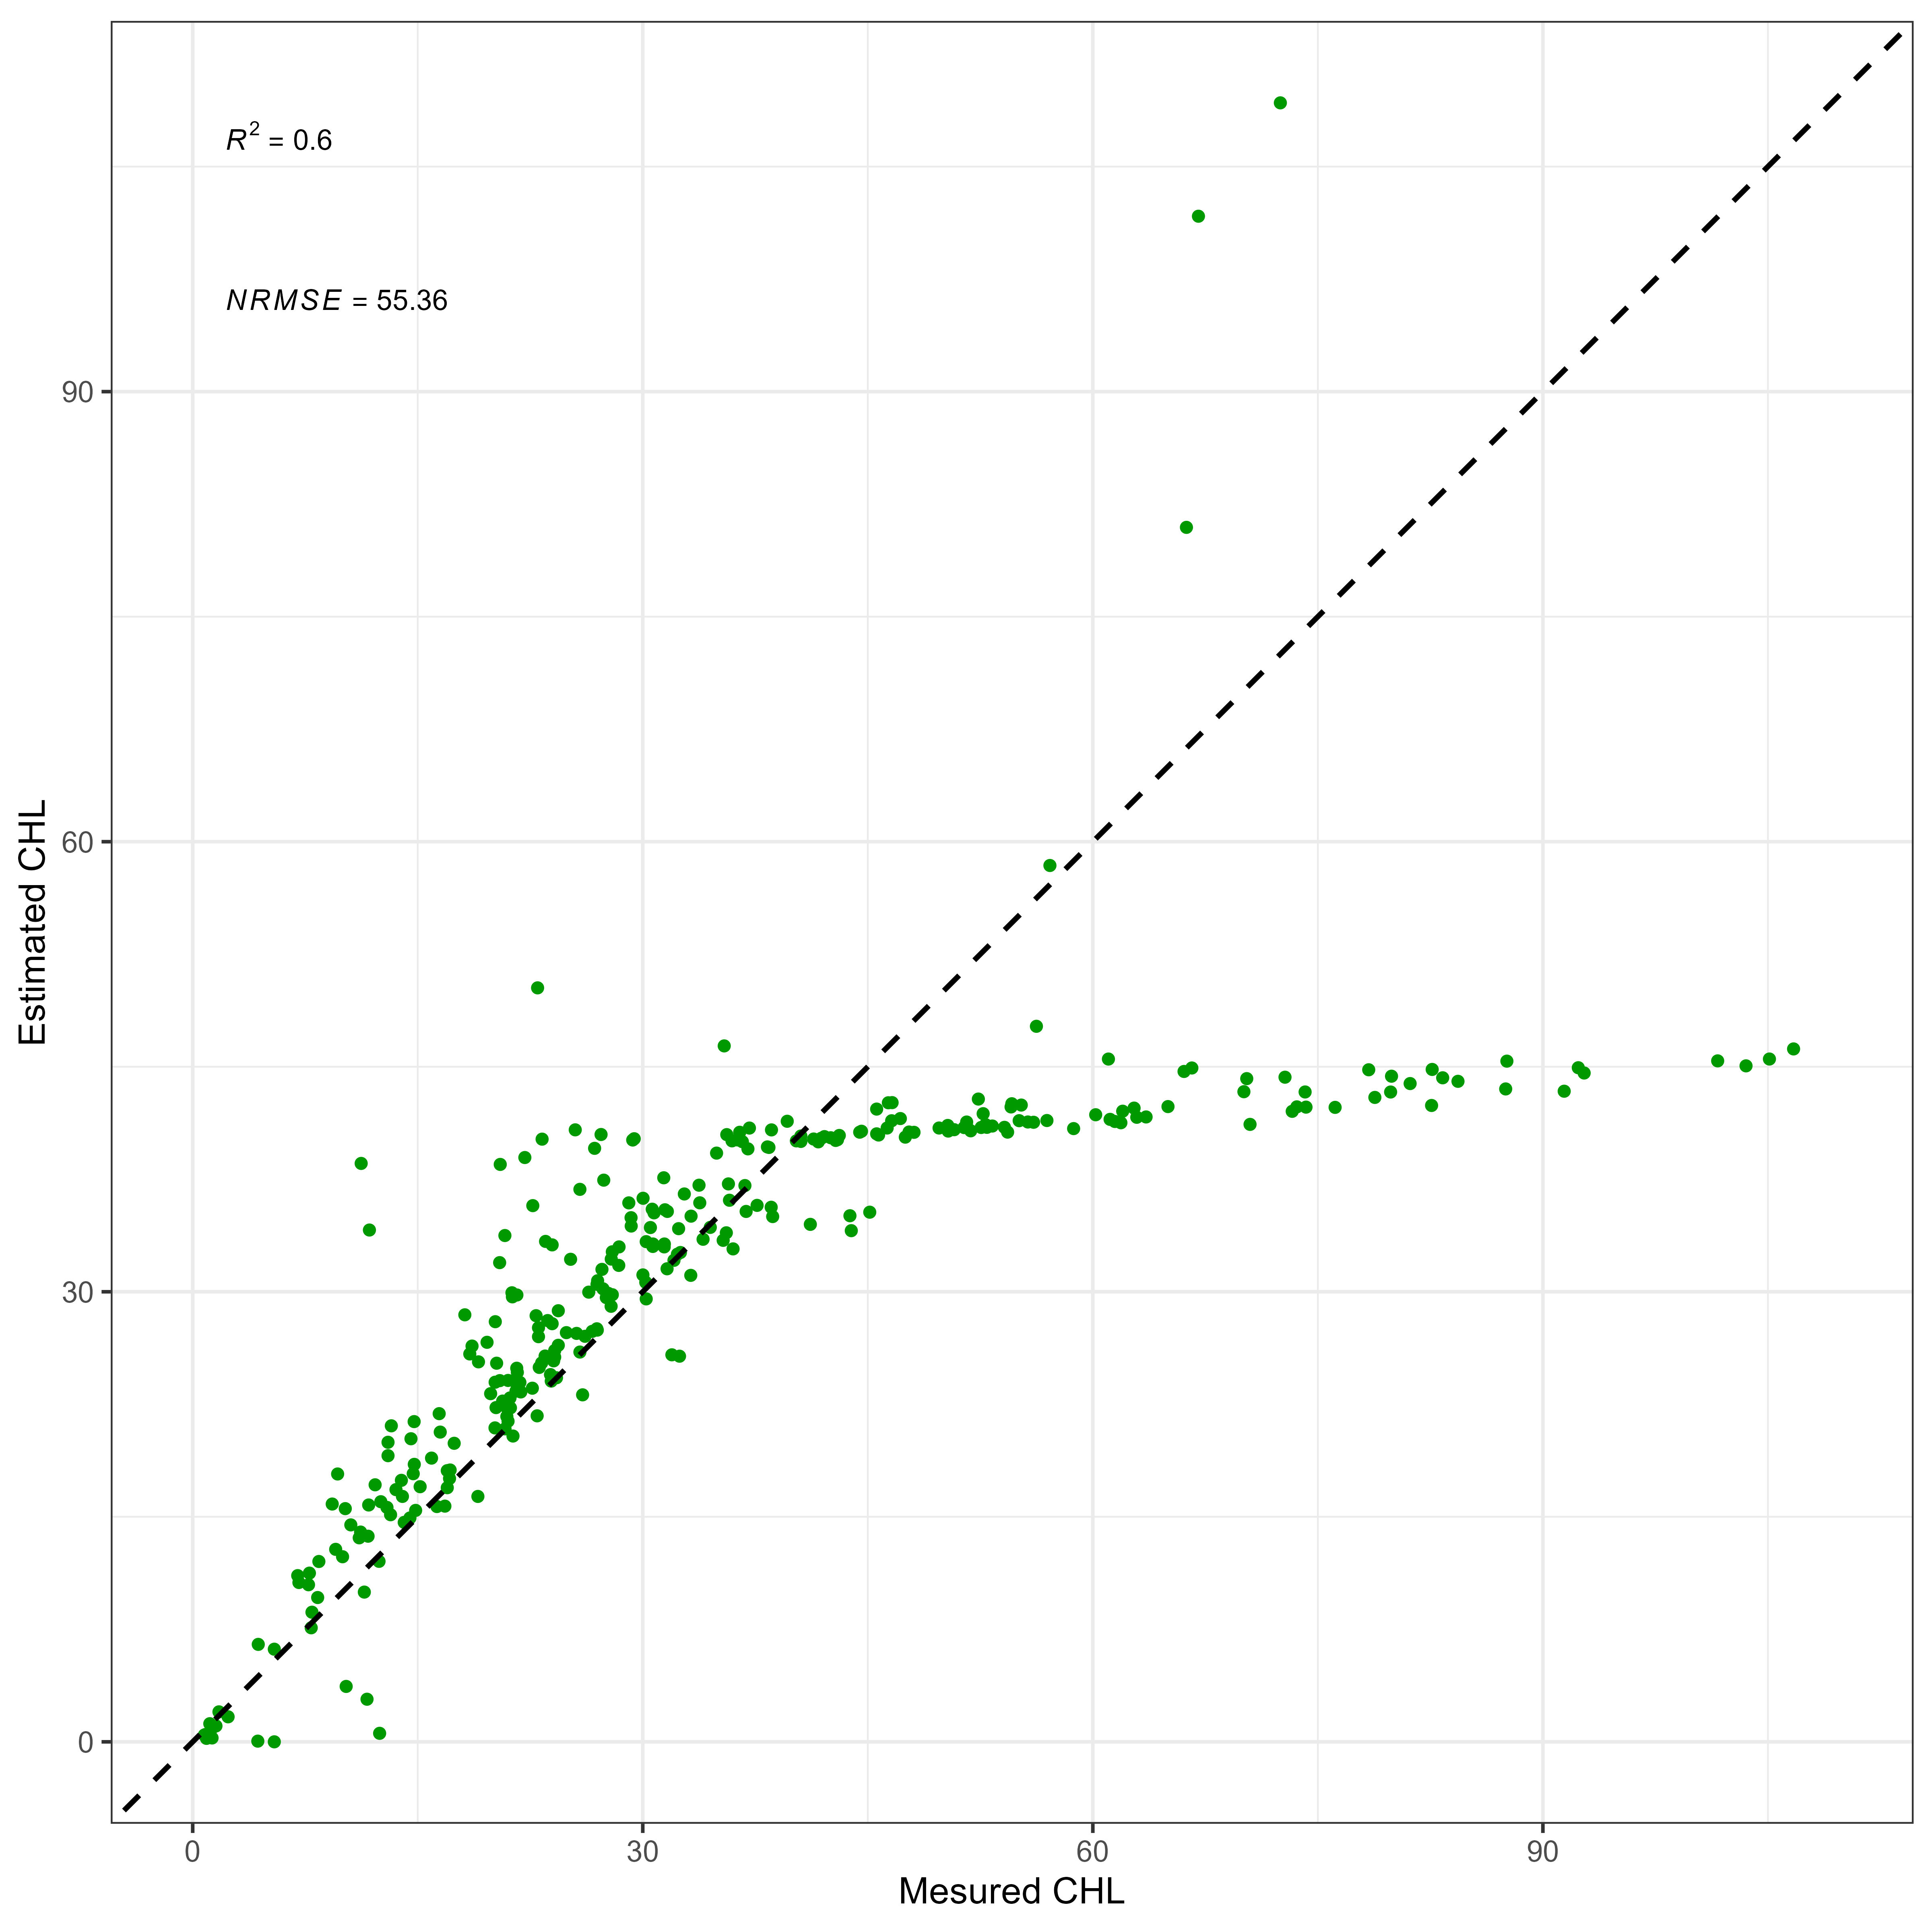 R² = 0.6
NRMSE = 55.36
90
60
30
0
Estimated CHL
0 30 60 90
Mesured CHL